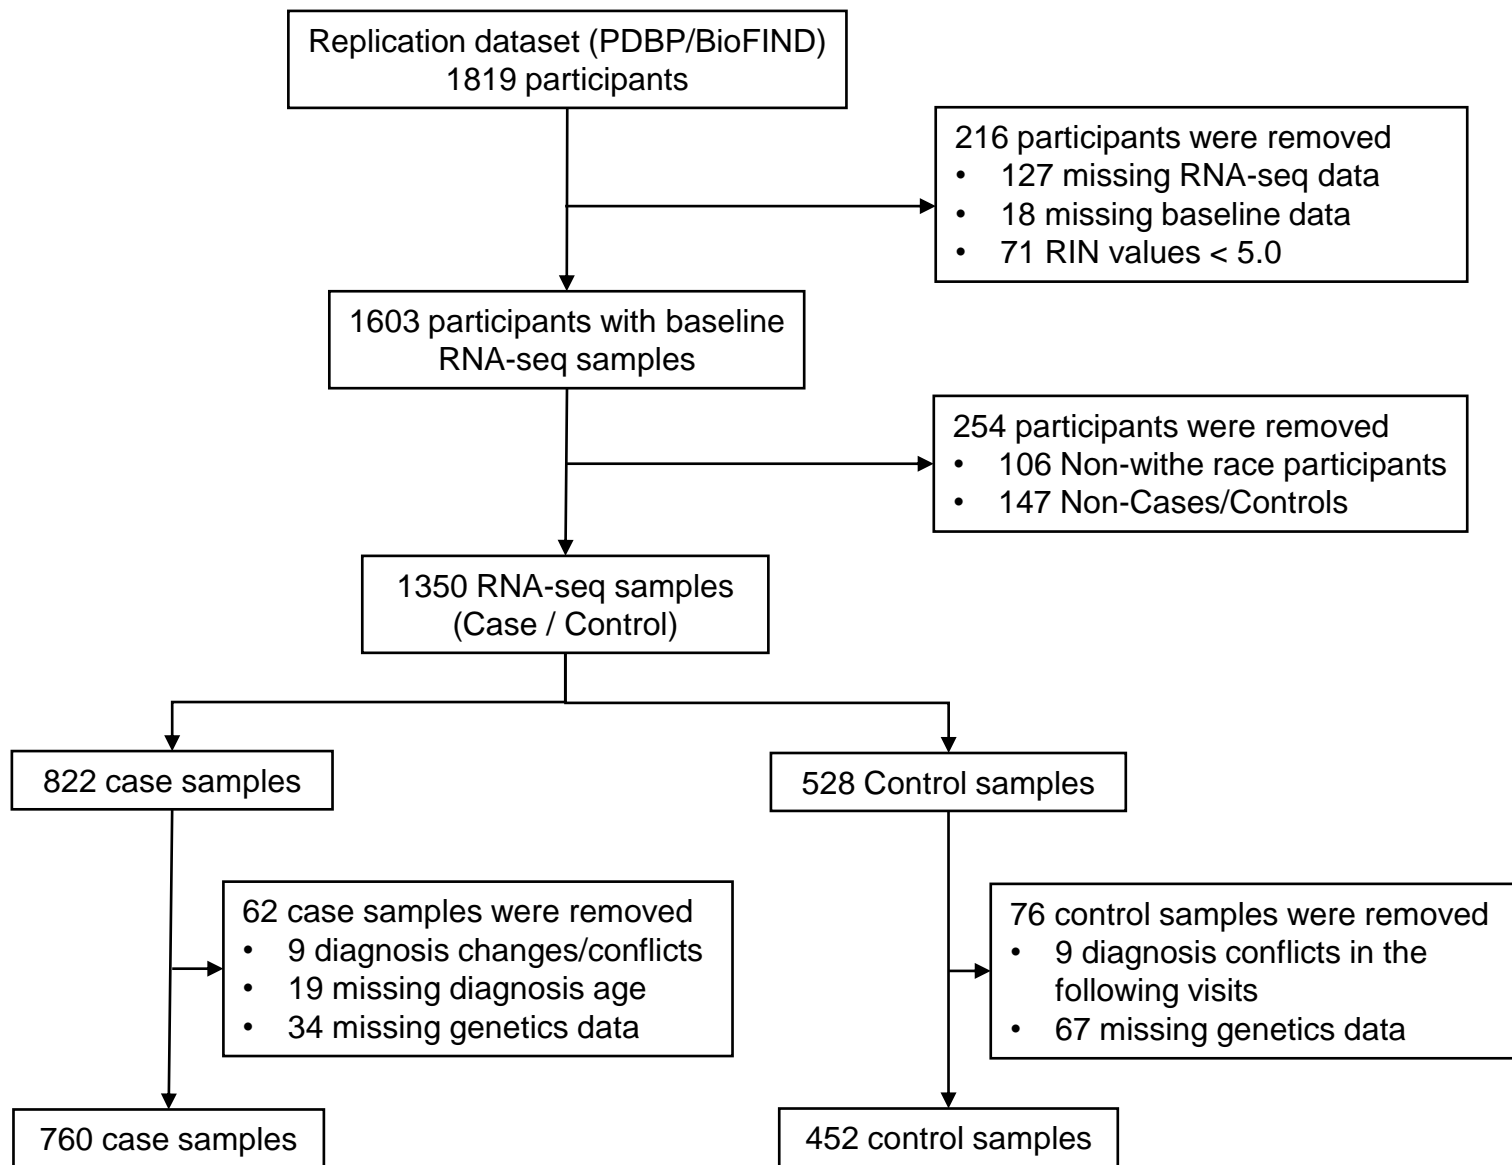 Replication dataset (PDBP/BioFIND)
1819 participants
216 participants were removed
• 127 missing RNA-seq data
• 18 missing baseline data
• 71 RIN values < 5.0
1603 participants with baseline
RNA-seq samples
254 participants were removed
• 106 Non-withe race participants
• 147 Non-Cases/Controls
1350 RNA-seq samples
(Case / Control)
822 case samples
528 Control samples
62 case samples were removed
• 9 diagnosis changes/conflicts
• 19 missing diagnosis age
• 34 missing genetics data
76 control samples were removed
• 9 diagnosis conflicts in the
following visits
• 67 missing genetics data
760 case samples
452 control samples